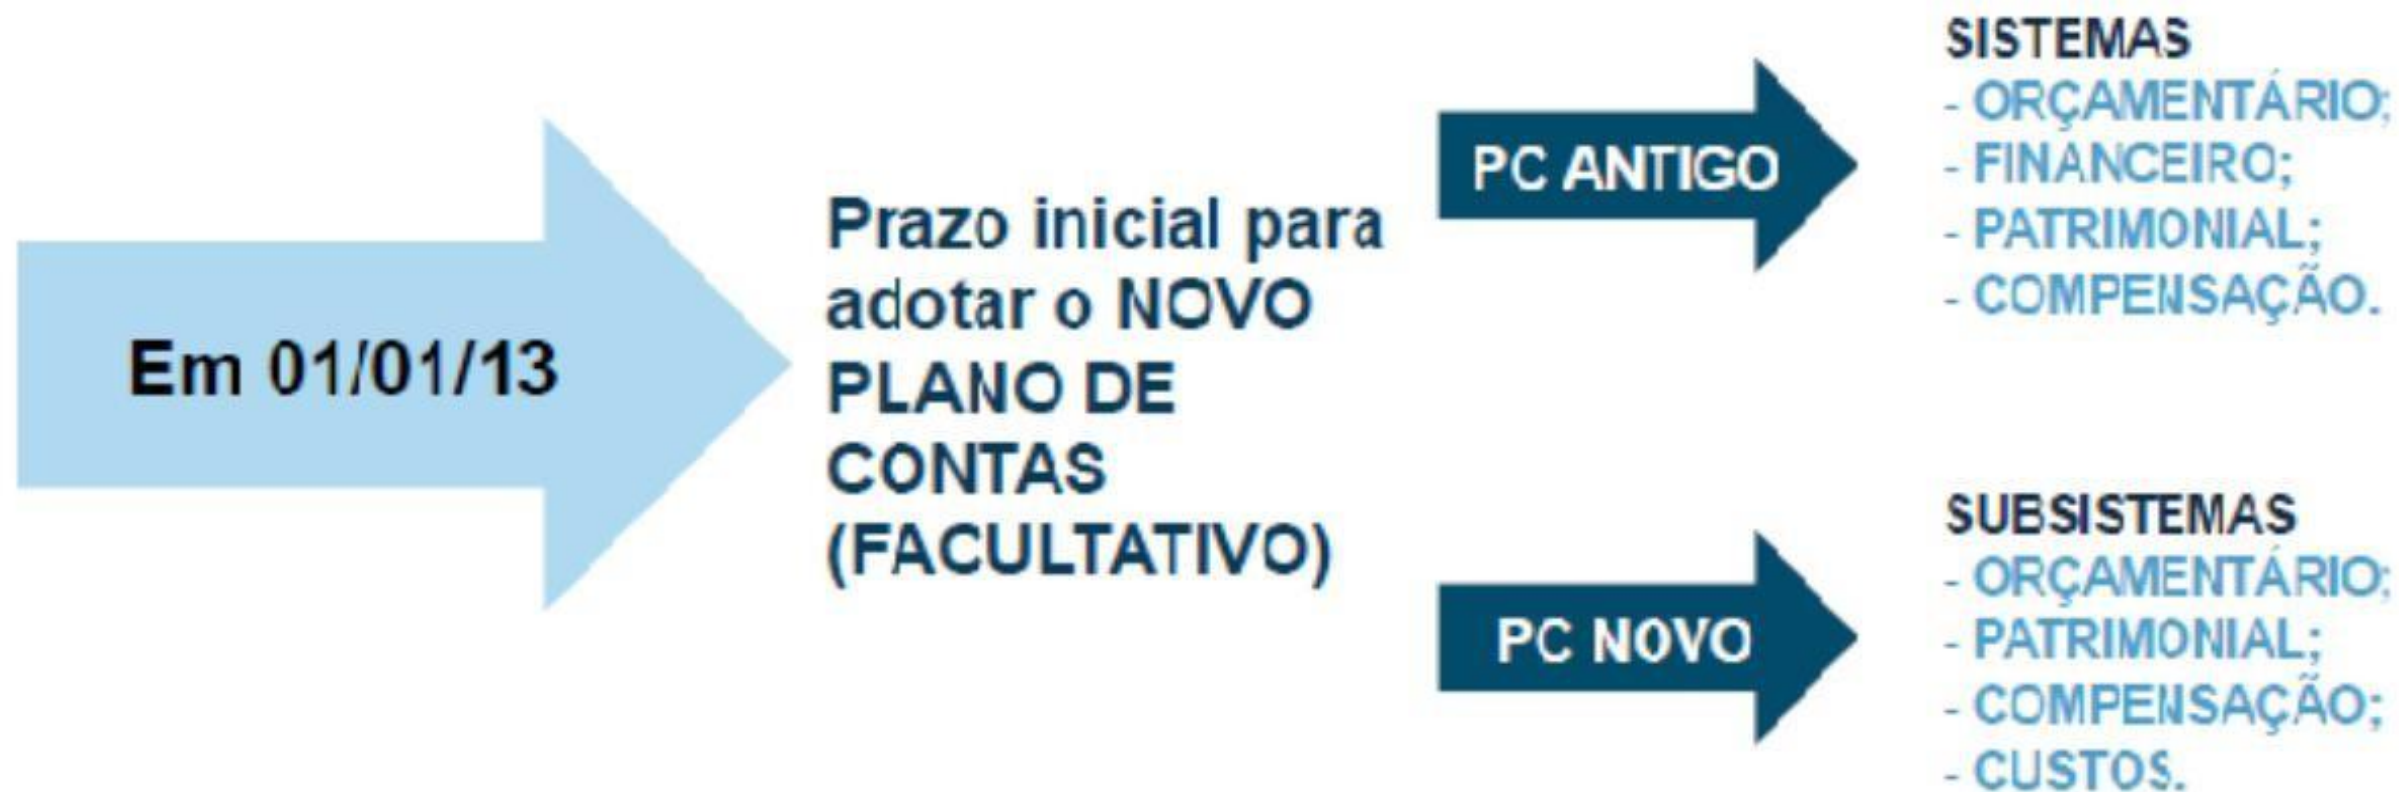 Em 01/01/13
Prazo inicial para
adotar o NOVO
PLANO DE
CONTAS
(FACULTATIVO)
PC ANTIGO
SISTEMAS
- ORÇAMENTÁRIO;
- FINANCEIRO;
- PATRIMONIAL;
- COMPENSAÇÃO.
PC NOVO
SUBSISTEMAS
- ORÇAMENTÁRIO;
- PATRIMONIAL;
- COMPENSAÇÃO;
- CUSTOS.